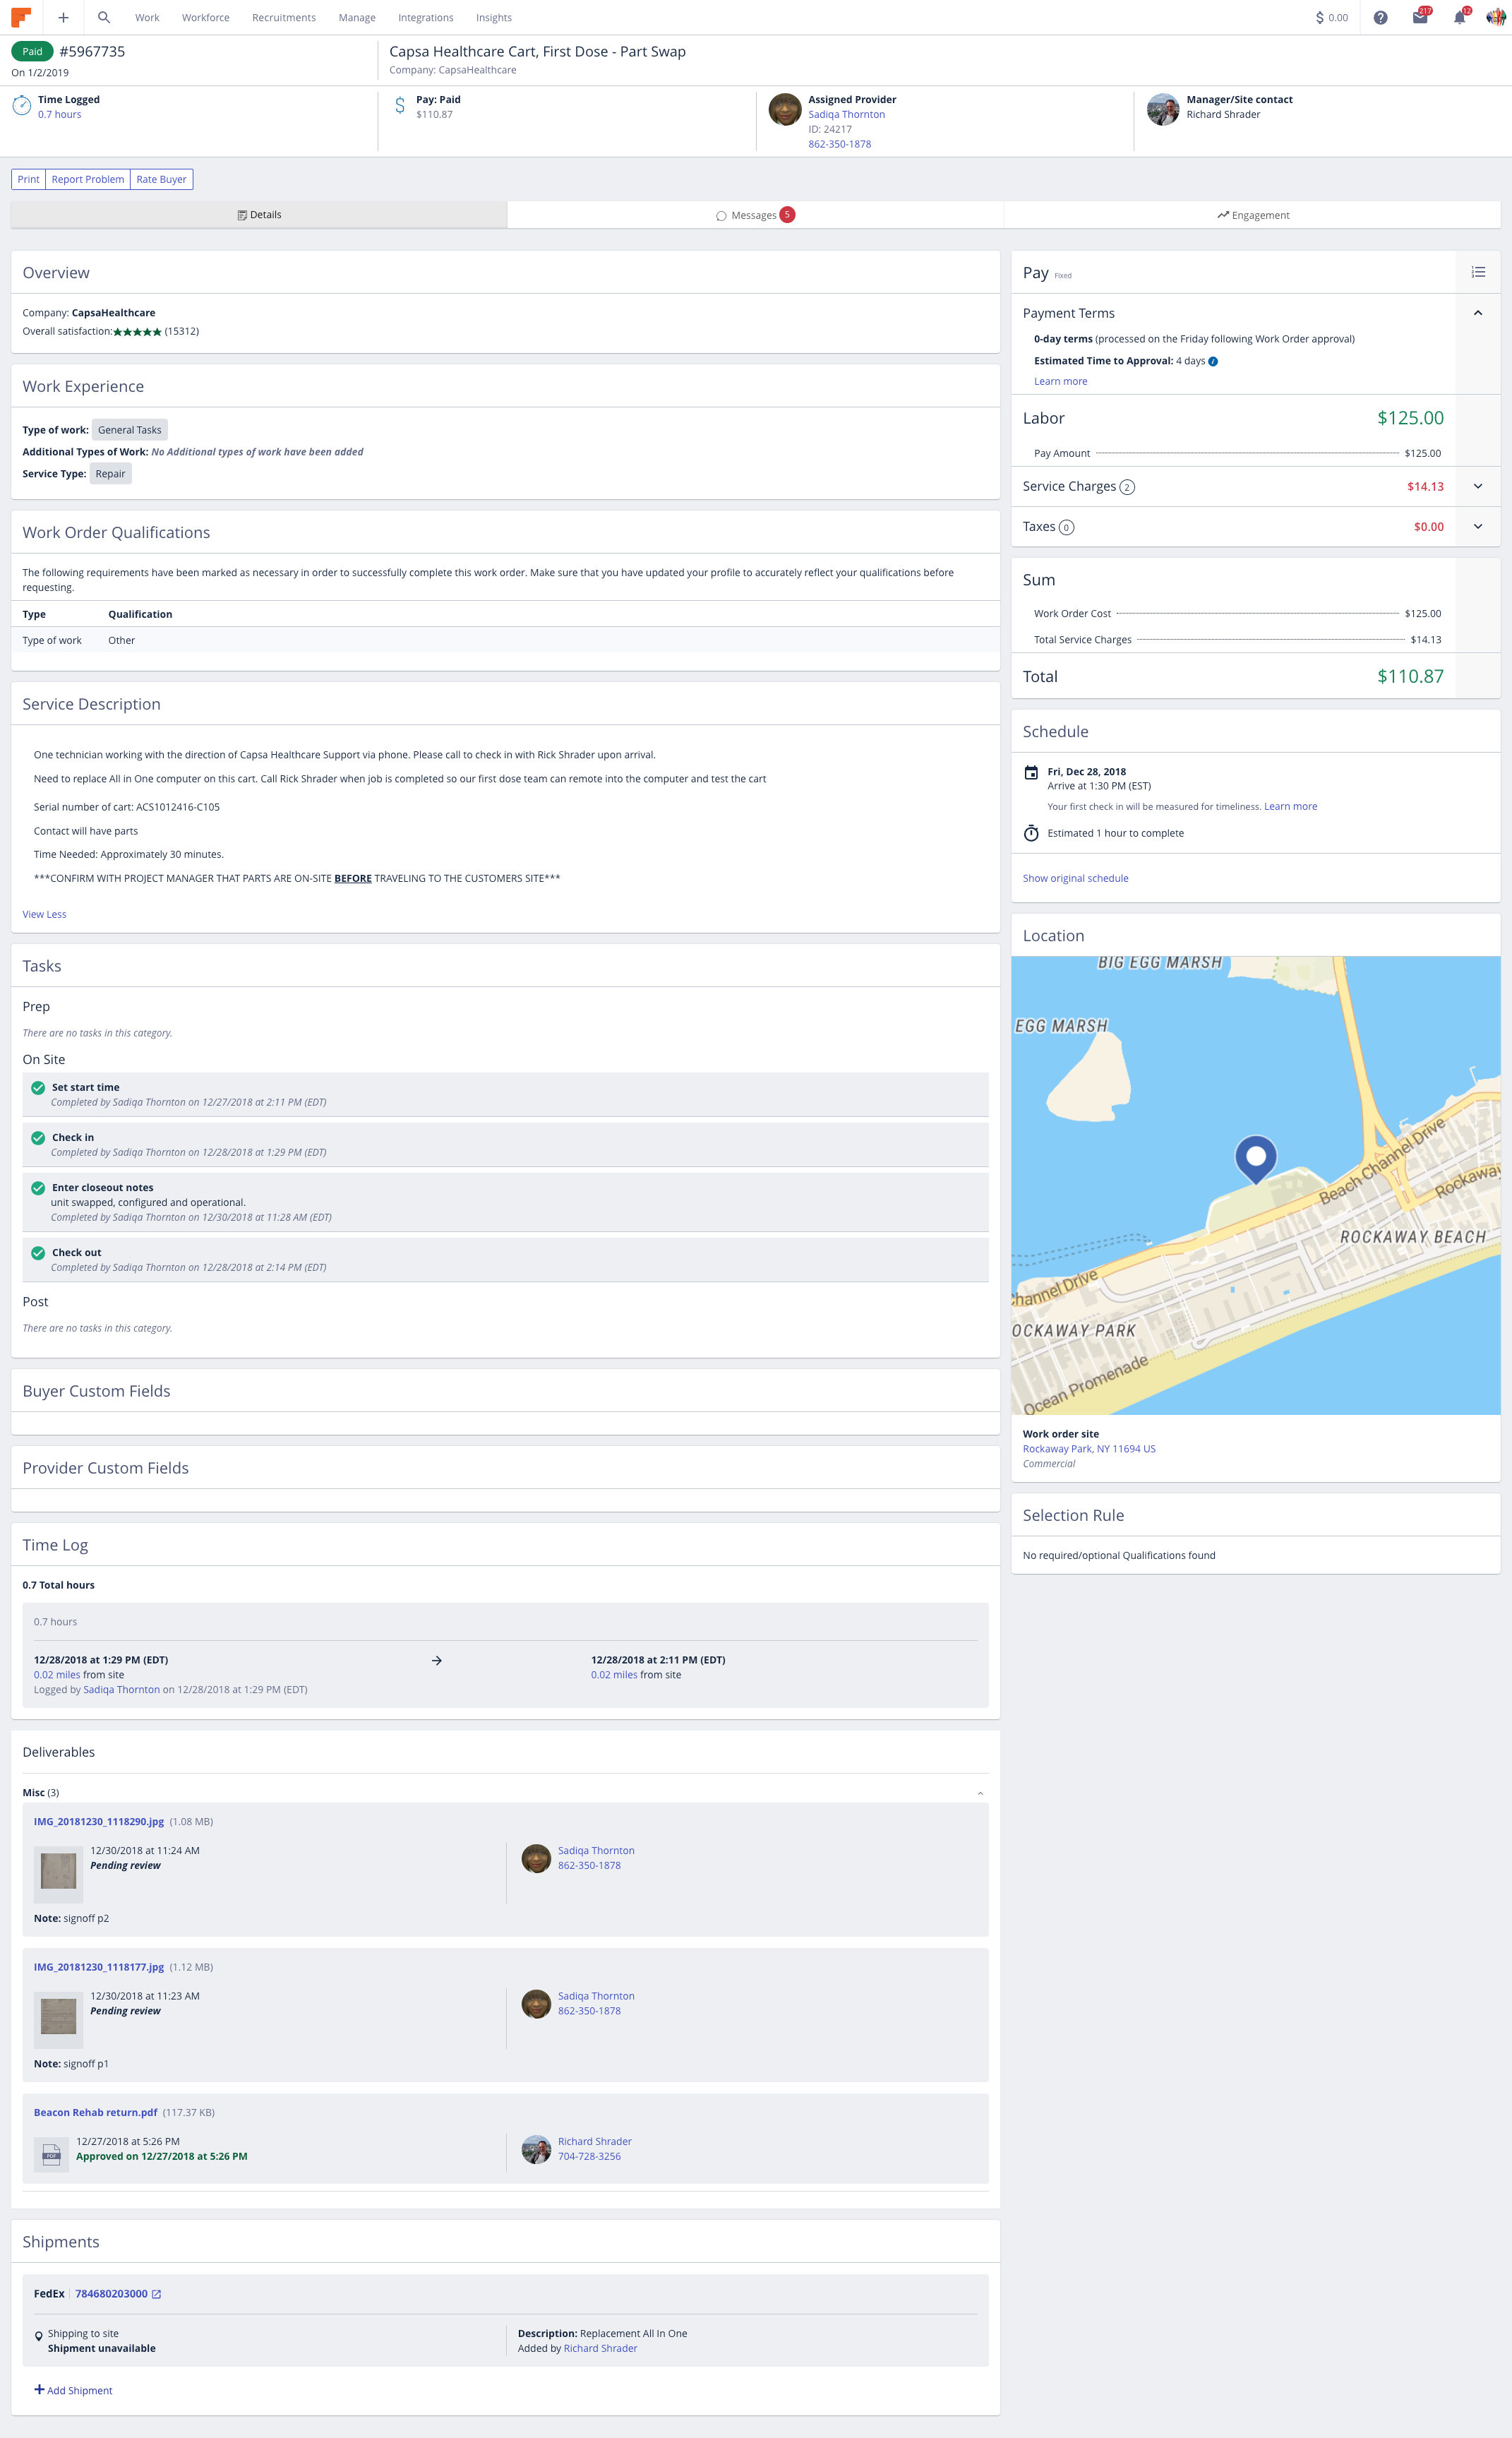 Work Workforce Recruitments Manage Integrations Insights $ 0.00 217 12
Paid #5967735
On 1/2/2019
Capsa Healthcare Cart, First Dose - Part Swap
Company: CapsaHealthcare
Time Logged
0.7 hours
Pay: Paid
$110.87
Assigned Provider
Sadiqa Thornton
ID: 24217
862-350-1878
Manager/Site contact
Richard Shrader
Print Report Problem Rate Buyer
Details Messages 5 Engagement
Overview
Company: CapsaHealthcare
Overall satisfaction:★★★★★ (15312)
Work Experience
Type of work: General Tasks
Additional Types of Work: No Additional types of work have been added
Service Type: Repair
Work Order Qualifications
The following requirements have been marked as necessary in order to successfully complete this work order. Make sure that you have updated your profile to accurately reflect your qualifications before
requesting.
Type Qualification
Type of work Other
Service Description
One technician working with the direction of Capsa Healthcare Support via phone. Please call to check in with Rick Shrader upon arrival.
Need to replace All in One computer on this cart. Call Rick Shrader when job is completed so our first dose team can remote into the computer and test the cart
Serial number of cart: ACS1012416-C105
Contact will have parts
Time Needed: Approximately 30 minutes.
***CONFIRM WITH PROJECT MANAGER THAT PARTS ARE ON-SITE BEFORE TRAVELING TO THE CUSTOMERS SITE***
View Less
Tasks
Prep
There are no tasks in this category.
On Site
Set start time
Completed by Sadiqa Thornton on 12/27/2018 at 2:11 PM (EDT)
Check in
Completed by Sadiqa Thornton on 12/28/2018 at 1:29 PM (EDT)
Enter closeout notes
unit swapped, configured and operational.
Completed by Sadiqa Thornton on 12/30/2018 at 11:28 AM (EDT)
Check out
Completed by Sadiqa Thornton on 12/28/2018 at 2:14 PM (EDT)
Post
There are no tasks in this category.
Buyer Custom Fields
Provider Custom Fields
Time Log
0.7 Total hours
0.7 hours
12/28/2018 at 1:29 PM (EDT) → 12/28/2018 at 2:11 PM (EDT)
0.02 miles from site 0.02 miles from site
Logged by Sadiqa Thornton on 12/28/2018 at 1:29 PM (EDT)
Deliverables
Misc (3)
IMG_20181230_1118290.jpg (1.08 MB)
12/30/2018 at 11:24 AM
Pending review
Sadiqa Thornton
862-350-1878
Note: signoff p2
IMG_20181230_1118177.jpg (1.12 MB)
12/30/2018 at 11:23 AM
Pending review
Sadiqa Thornton
862-350-1878
Note: signoff p1
Beacon Rehab return.pdf (117.37 KB)
PDF
12/27/2018 at 5:26 PM
Approved on 12/27/2018 at 5:26 PM
Richard Shrader
704-728-3256
Shipments
FedEx 784680203000
Shipping to site
Shipment unavailable
Description: Replacement All In One
Added by Richard Shrader
+ Add Shipment
Pay Fixed
Payment Terms
0-day terms (processed on the Friday following Work Order approval)
Estimated Time to Approval: 4 days
Learn more
Labor $125.00
Pay Amount $125.00
Service Charges 2 $14.13
Taxes 0 $0.00
Sum
Work Order Cost $125.00
Total Service Charges $14.13
Total $110.87
Schedule
Fri, Dec 28, 2018
Arrive at 1:30 PM (EST)
Your first check in will be measured for timeliness. Learn more
Estimated 1 hour to complete
Show original schedule
Location
BIG EGG MARSH
EGG MARSH
Beach Channel Drive
Rockaway
ROCKAWAY BEACH
hannel Drive
OCKAWAY PARK
Ocean Promenade
Work order site
Rockaway Park, NY 11694 US
Commercial
Selection Rule
No required/optional Qualifications found